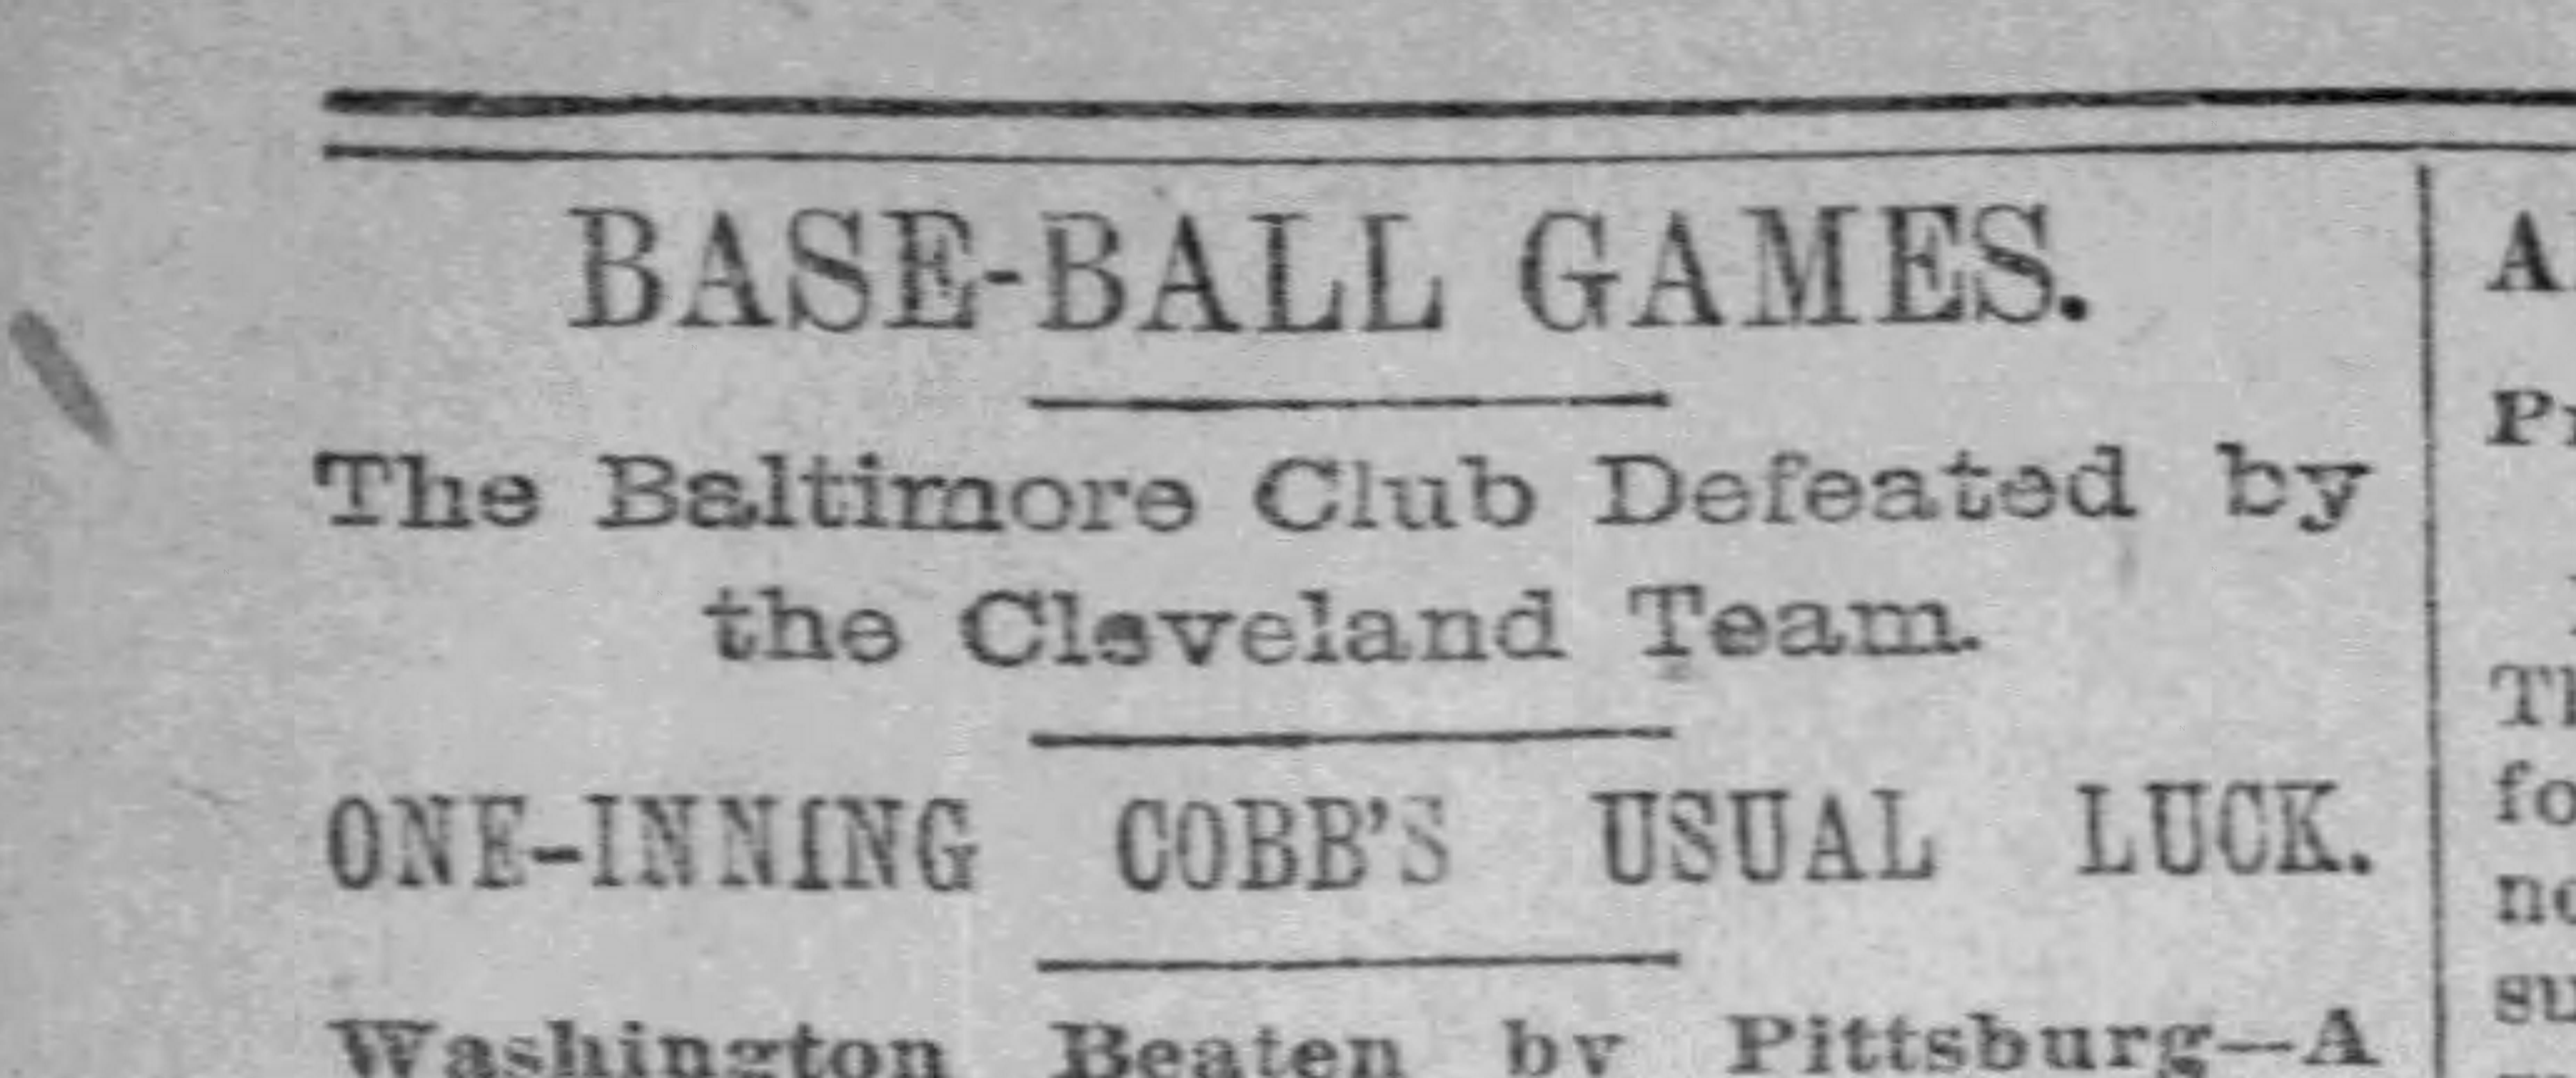 BASE-BALL GAMES.
The Baltimore Club Defeated by
the Cleveland Team.
ONE-INNING COBB'S USUAL LUCK.
Washington Beaten by Pittsburg—A
A